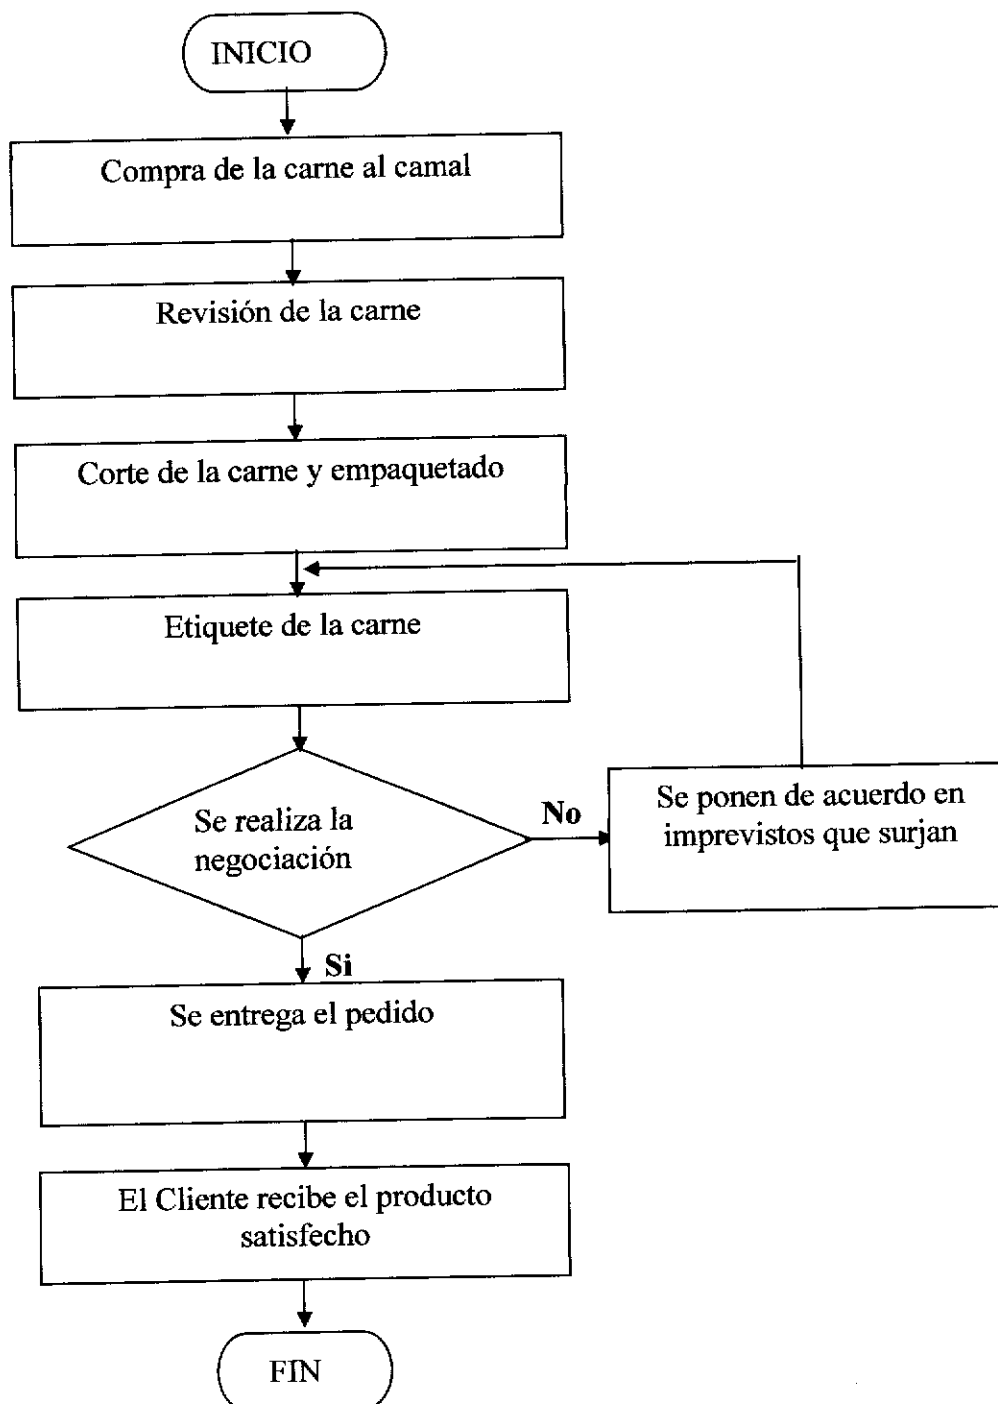 INICIO
Compra de la carne al camal
Revisión de la carne
Corte de la carne y empaquetado
Etiquete de la carne
Se realiza la
negociación
No
Se ponen de acuerdo en
imprevistos que surjan
Si
Se entrega el pedido
El Cliente recibe el producto
satisfecho
FIN